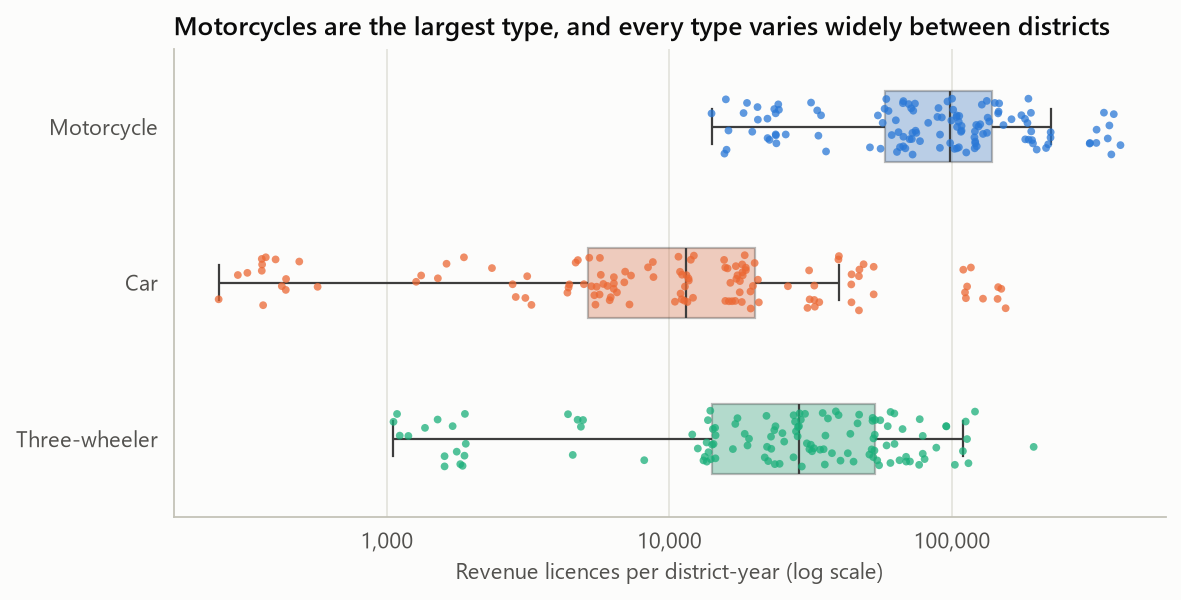 Motorcycles are the largest type, and every type varies widely between districts
Motorcycle
Car
Three-wheeler
1,000
10,000
100,000
Revenue licences per district-year (log scale)